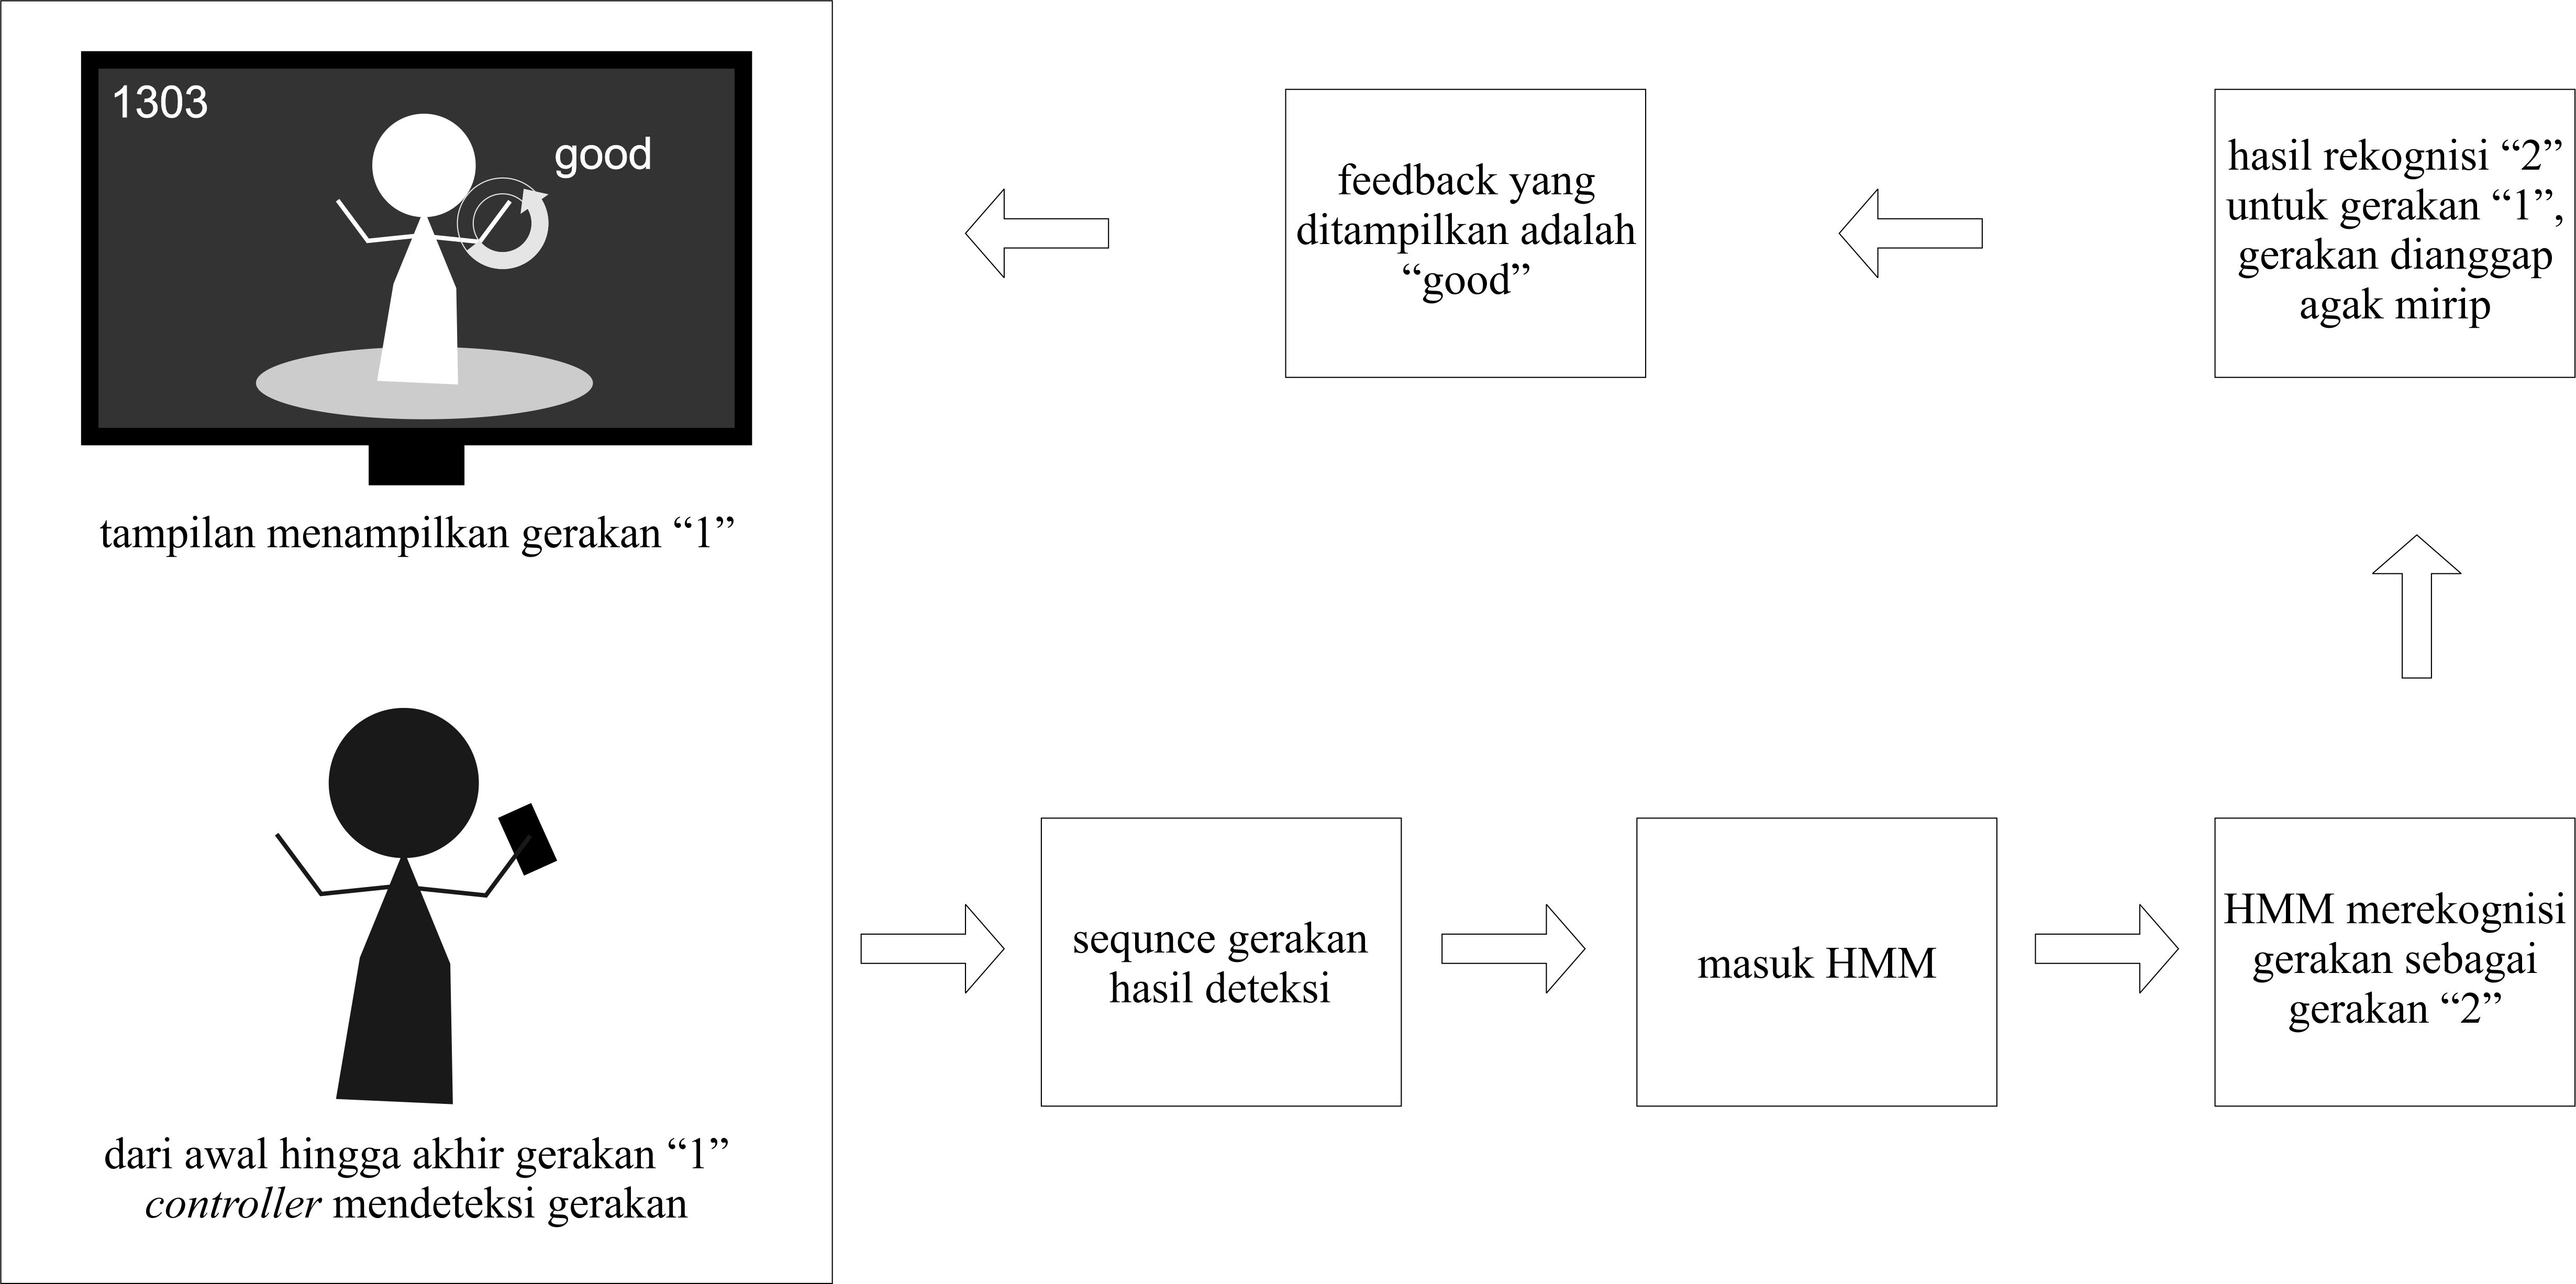 1303
good
tampilan menampilkan gerakan “1”
dari awal hingga akhir gerakan “1”
controller mendeteksi gerakan
sequnce gerakan
hasil deteksi
masuk HMM
HMM merekognisi
gerakan sebagai
gerakan “2”
hasil rekognisi “2”
untuk gerakan “1”,
gerakan dianggap
agak mirip
feedback yang
ditampilkan adalah
“good”